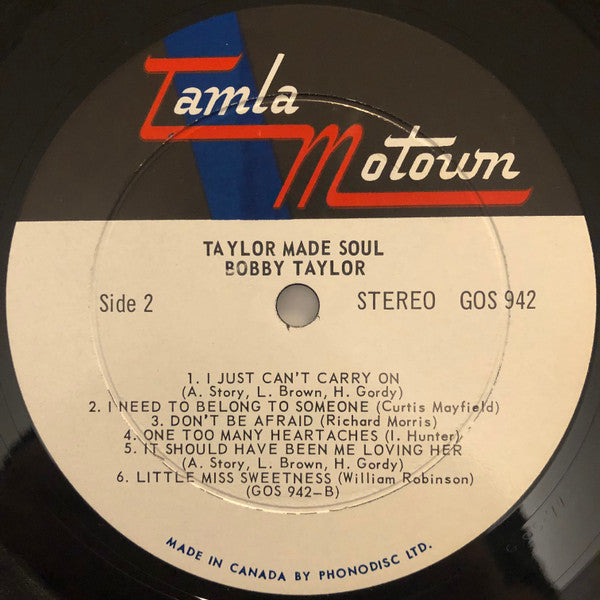 Tamla
Motown
TAYLOR MADE SOUL
BOBBY TAYLOR
Side 2 STEREO GOS 942
1. I JUST CAN'T CARRY ON
(A. Story, L. Brown, H. Gordy)
2. I NEED TO BELONG TO SOMEONE (Curtis Mayfield)
3. DON'T BE AFRAID (Richard Morris)
4. ONE TOO MANY HEARTACHES (I. Hunter)
5. IT SHOULD HAVE BEEN ME LOVING HER
(A. Story, L. Brown, H. Gordy)
6. LITTLE MISS SWEETNESS (William Robinson)
(GOS 942-B)
MADE IN CANADA BY PHONODISC LTD.